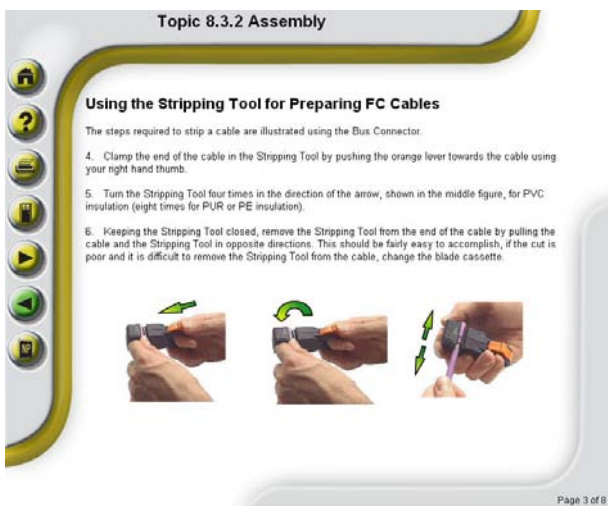 Topic 8.3.2 Assembly
Using the Stripping Tool for Preparing FC Cables
The steps required to strip a cable are illustrated using the Bus Connector.
4. Clamp the end of the cable in the Stripping Tool by pushing the orange lever towards the cable using
your right hand thumb.
5. Turn the Stripping Tool four times in the direction of the arrow, shown in the middle figure, for PVC
insulation (eight times for PUR or PE insulation).
6. Keeping the Stripping Tool closed, remove the Stripping Tool from the end of the cable by pulling the
cable and the Stripping Tool in opposite directions. This should be fairly easy to accomplish, if the cut is
poor and it is difficult to remove the Stripping Tool from the cable, change the blade cassette.
Page 3 of 8